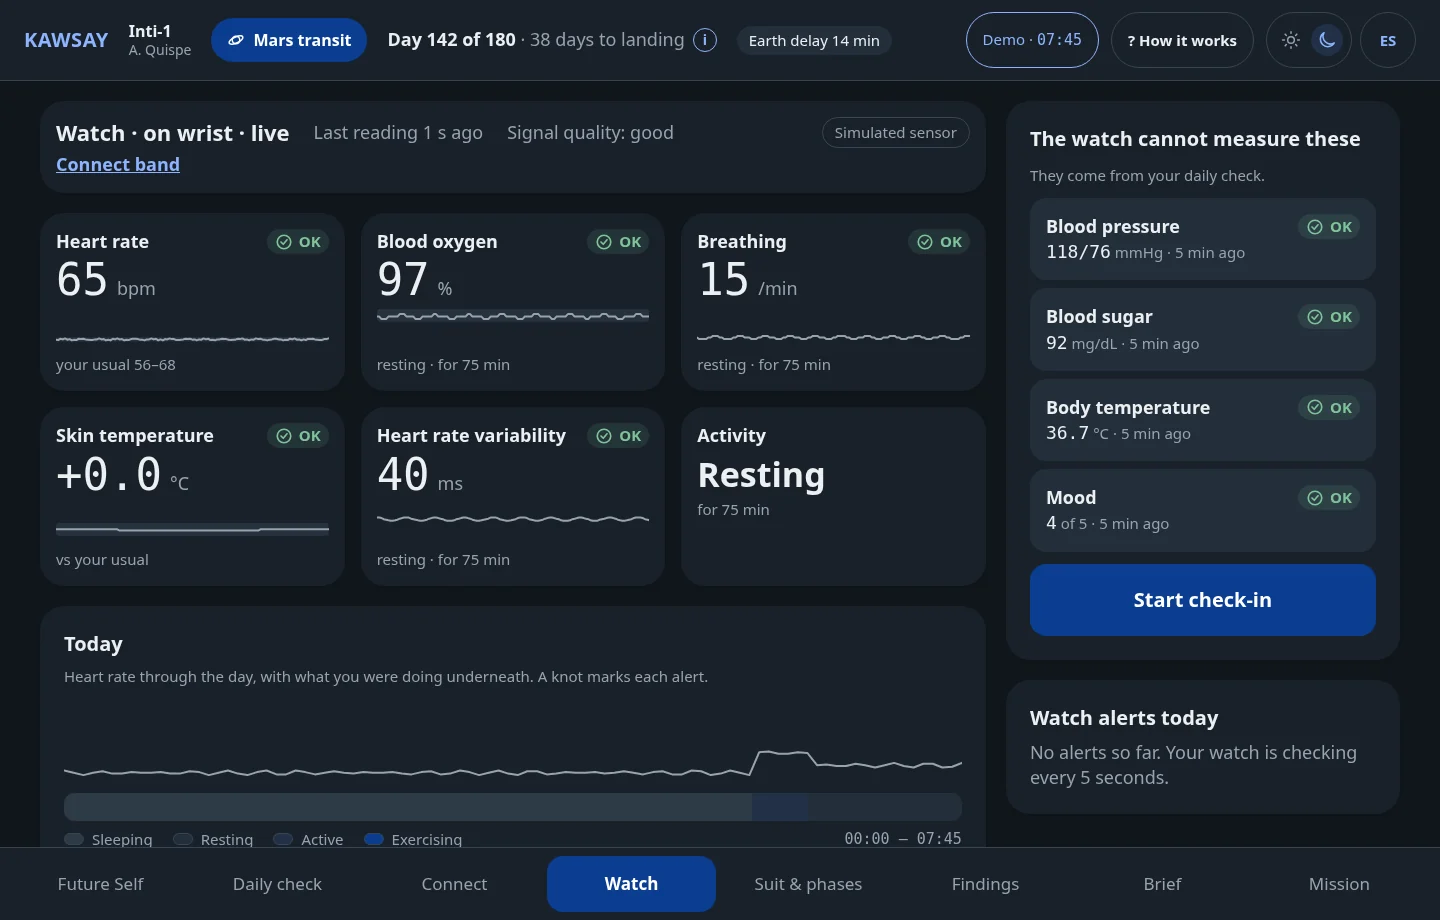 KAWSAY
Inti-1
A. Quispe
Mars transit
Day 142 of 180 · 38 days to landing
i
Earth delay 14 min
Demo · 07:45
? How it works
ES
Watch · on wrist · live
Last reading 1 s ago
Signal quality: good
Simulated sensor
Connect band
Heart rate
OK
65 bpm
your usual 56–68
Blood oxygen
OK
97 %
resting · for 75 min
Breathing
OK
15 /min
resting · for 75 min
Skin temperature
OK
+0.0 °C
vs your usual
Heart rate variability
OK
40 ms
resting · for 75 min
Activity
Resting
for 75 min
Today
Heart rate through the day, with what you were doing underneath. A knot marks each alert.
Sleeping
Resting
Active
Exercising
00:00 – 07:45
The watch cannot measure these
They come from your daily check.
Blood pressure
OK
118/76 mmHg · 5 min ago
Blood sugar
OK
92 mg/dL · 5 min ago
Body temperature
OK
36.7 °C · 5 min ago
Mood
OK
4 of 5 · 5 min ago
Start check-in
Watch alerts today
No alerts so far. Your watch is checking
every 5 seconds.
Future Self
Daily check
Connect
Watch
Suit & phases
Findings
Brief
Mission